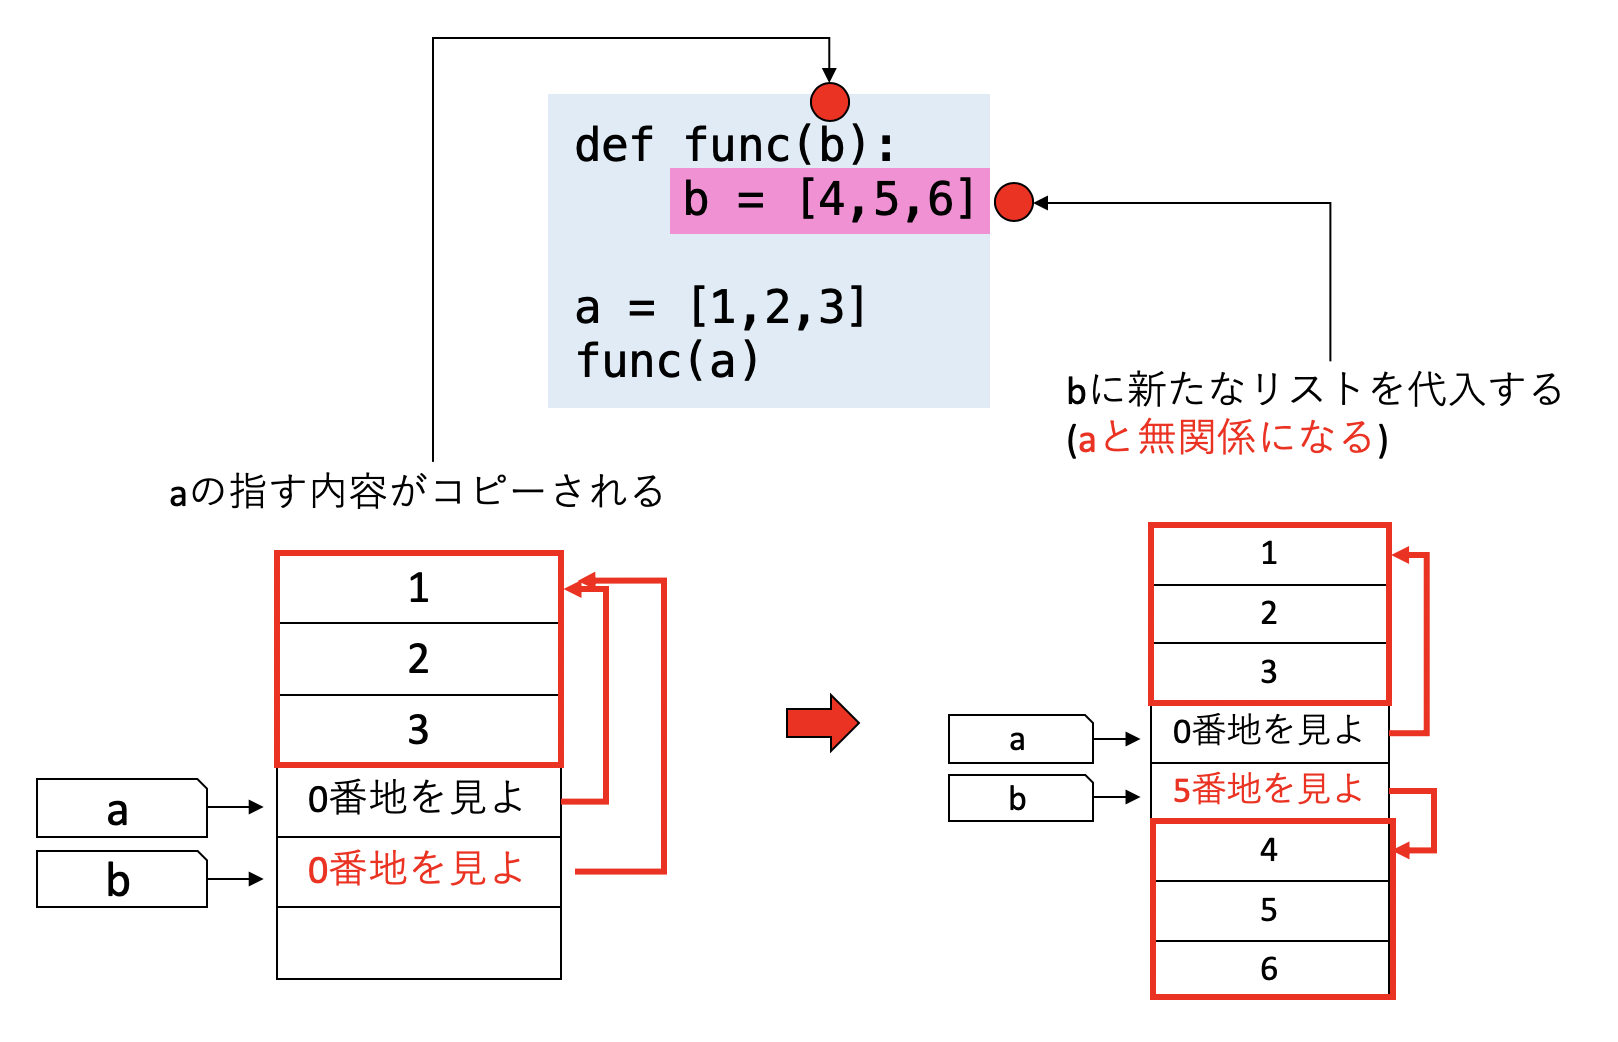 def func(b):
b = [4,5,6]
a = [1,2,3]
func(a)
bに新たなリストを代入する
(aと無関係になる)
aの指す内容がコピーされる
1
2
3
a
0番地を見よ
b
0番地を見よ
1
2
3
a
0番地を見よ
b
5番地を見よ
4
5
6